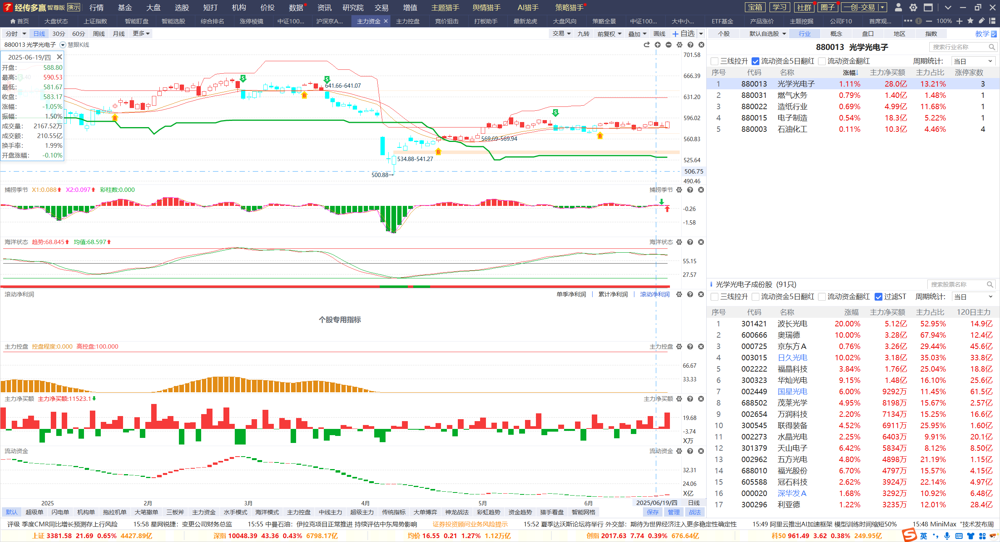 经传多赢 智尊版 演示 行情 基金 大盘 选股 短打 机构 价投 数据 资讯 研究院 交易 增值 主题猎手 舆情猎手 AI猎手 策略猎手 宝箱 学习 社群 圈子 一创-交易
首页 大盘状态 上证指数 智能盯盘 智能选股 综合排名 涨停棱镜 中证100... 沪深京A... 主力资金 主力控盘 竞价狙击 打板助手 最新龙虎 大盘风向 策略全景 中证100... 大中小... ETF基金 产品涨价 主题挖掘 公司F10 首席观... 100%
分时 日线 30分 60分 周线 月线 更多 交易 九转 前复权 叠加 画线 自选
880013 光学光电子 慧眼K线
2025-06-19/四
开盘: 588.80
最高: 590.53
最低: 581.67
收盘: 583.17
涨幅: -1.05%
振幅: 1.50%
成交量: 2167.52万
成交额: 210.55亿
换手率: 1.99%
开盘涨幅: -0.10%
S S S
B B B B
641.66-641.07
569.69-569.94
534.88-541.27
500.88→
701.58
666.39
631.20
596.02
560.83
525.64
506.75
490.46
捕捞季节 X1:0.088 X2:0.097 彩柱数:0.000 捕捞季节
-0.26
-1.58
海洋状态 趋势:68.845 均值:68.597 海洋状态
55.15
27.57
滚动净利润 单季净利润 累计净利润 滚动净利润
个股专用指标
主力控盘 控盘程度:0.000 高控盘:100.000 主力控盘
66.67
33.33
主力净买额 主力净买额:11523.1 主力净买额
19.68
-3.74
X万
流动资金 流动资金
32.31
24.06
X亿
2025 2月 3月 4月 5月 6月 2025/06/19/四 日线
默认 超级单 闪电单 机构单 拖拉机单 大笔撤单 三板斧 主力资金 水手模式 海洋模式 主力控盘 中线主力 超级主力 传统指标 大单博弈 神龙战法 彩虹趋势 资金趋势 猎手看盘 智能网格 保存 管理 战法
个股 默认自选股 行业 概念 盘口 地区 指数 教学
880013 光学光电子 搜索行业名称
三线拉升 流动资金5日翻红 流动资金翻红 周期统计: 当日
序号 代码 名称 涨幅↓ 主力净买额 主力占比 涨停家数
1 880013 光学光电子 1.11% 28.0亿 13.21% 3
2 880031 燃气水务 0.79% 1.40亿 1.48% 1
3 880022 造纸行业 0.69% 4.99亿 11.68% 1
4 880015 电子制造 0.54% 18.3亿 5.22% 1
5 880003 石油化工 0.11% 10.3亿 4.46% 4
光学光电子成份股 (91只) 搜索股票名称
三线拉升 流动资金5日翻红 流动资金翻红 过滤ST 周期统计: 当日
序号 代码 名称 涨幅 主力净买额 主力占比 120日主力
1 301421 波长光电 20.00% 5.12亿 52.95% 14.9亿
2 600666 奥瑞德 10.00% 3.28亿 67.94% 12.4亿
3 000725 京东方A 0.76% 3.26亿 29.44% 45.6亿
4 003015 日久光电 10.02% 3.18亿 35.03% 33.8亿
5 002222 福晶科技 3.84% 1.76亿 25.04% 18.8亿
6 300323 华灿光电 9.15% 1.48亿 16.10% 25.6亿
7 002449 国星光电 6.00% 9292万 11.45% 61.5亿
8 688502 茂莱光学 4.95% 8198万 15.67% 2.57亿
9 002654 万润科技 2.20% 7134万 15.25% 16.6亿
10 300545 联得装备 4.52% 6911万 25.95% 1.60亿
11 002273 水晶光电 2.25% 6403万 9.91% 20.1亿
12 301379 天山电子 6.42% 5834万 8.12% 8.50亿
13 002962 五方光电 4.80% 4898万 21.19% 1.15亿
14 688010 福光股份 6.70% 4797万 15.57% 4.15亿
15 605588 冠石科技 2.62% 3924万 22.14% 4.97亿
16 000020 深华发A 1.68% 3292万 10.92% 6.48亿
17 300296 利亚德 1.22% 3235万 12.01% 28.4亿
评级 季度CMR同比增长预测存上行风险 15:58 星网锐捷：变更公司财务总监 15:55 中曼石油：伊拉克项目正常推进 持续评估中东局势影响 证券投资顾问业务风险提示 15:52 夏季达沃斯论坛将举行 外交部：期待为世界经济注入更多稳定性确定性 15:49 阿里云推出AI加速框架 模型训练时间缩短50% 15:48 MiniMax “技术发布周
上证 3381.58 21.69 0.65% 4427.89亿 深指 10048.39 43.36 0.43% 6798.17亿 均价 16.55 0.21 1.27% 1.12万亿 创指 2017.63 7.74 0.39% 676.64亿 科50 961.49 3.62 0.38% 249.95亿 英